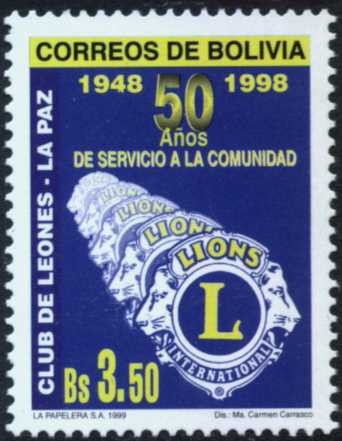 CORREOS DE BOLIVIA
1948 50 1998
Años
DE SERVICIO A LA COMUNIDAD
CLUB DE LEONES - LA PAZ
LIONS
LIONS
LIONS
LIONS
LIONS
L
INTERNATIONAL
®
Bs 3.50
LA PAPELERA S.A. 1999
Dis.: Ma. Carmen Carrasco